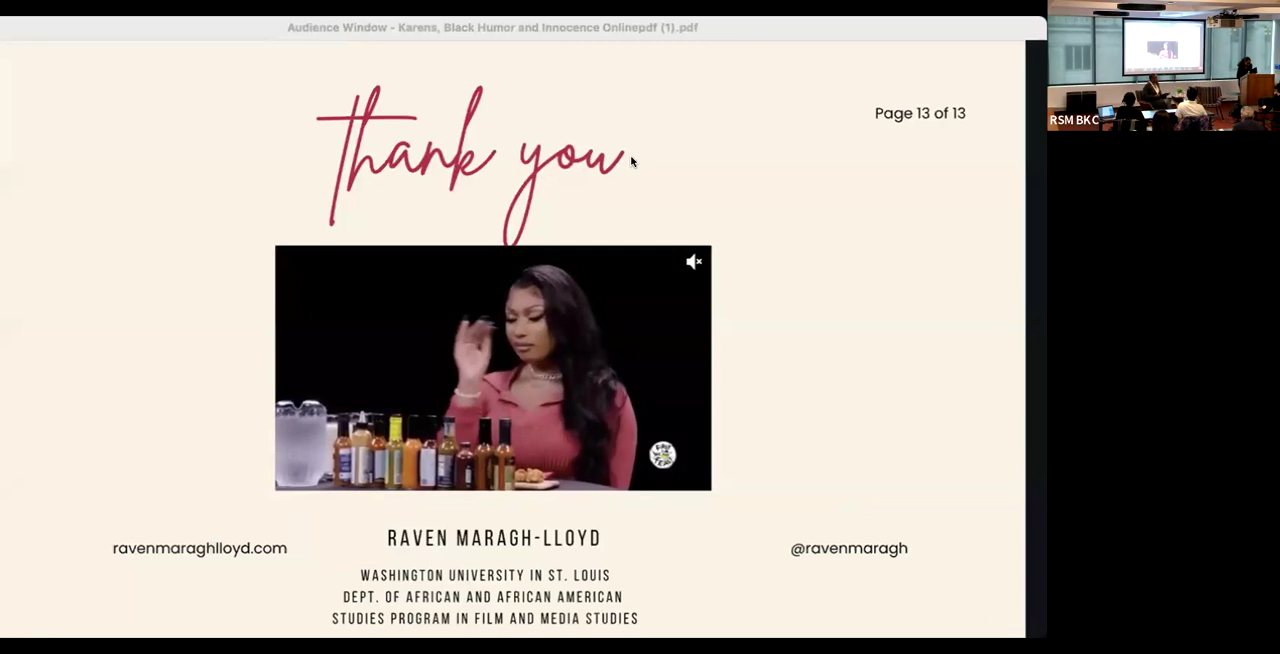 Audience Window - Karens, Black Humor and Innocence Onlinepdf (1).pdf
thank you
Page 13 of 13
RSM BKC
RAVEN MARAGH-LLOYD
ravenmaraghlloyd.com
@ravenmaragh
WASHINGTON UNIVERSITY IN ST. LOUIS
DEPT. OF AFRICAN AND AFRICAN AMERICAN
STUDIES PROGRAM IN FILM AND MEDIA STUDIES